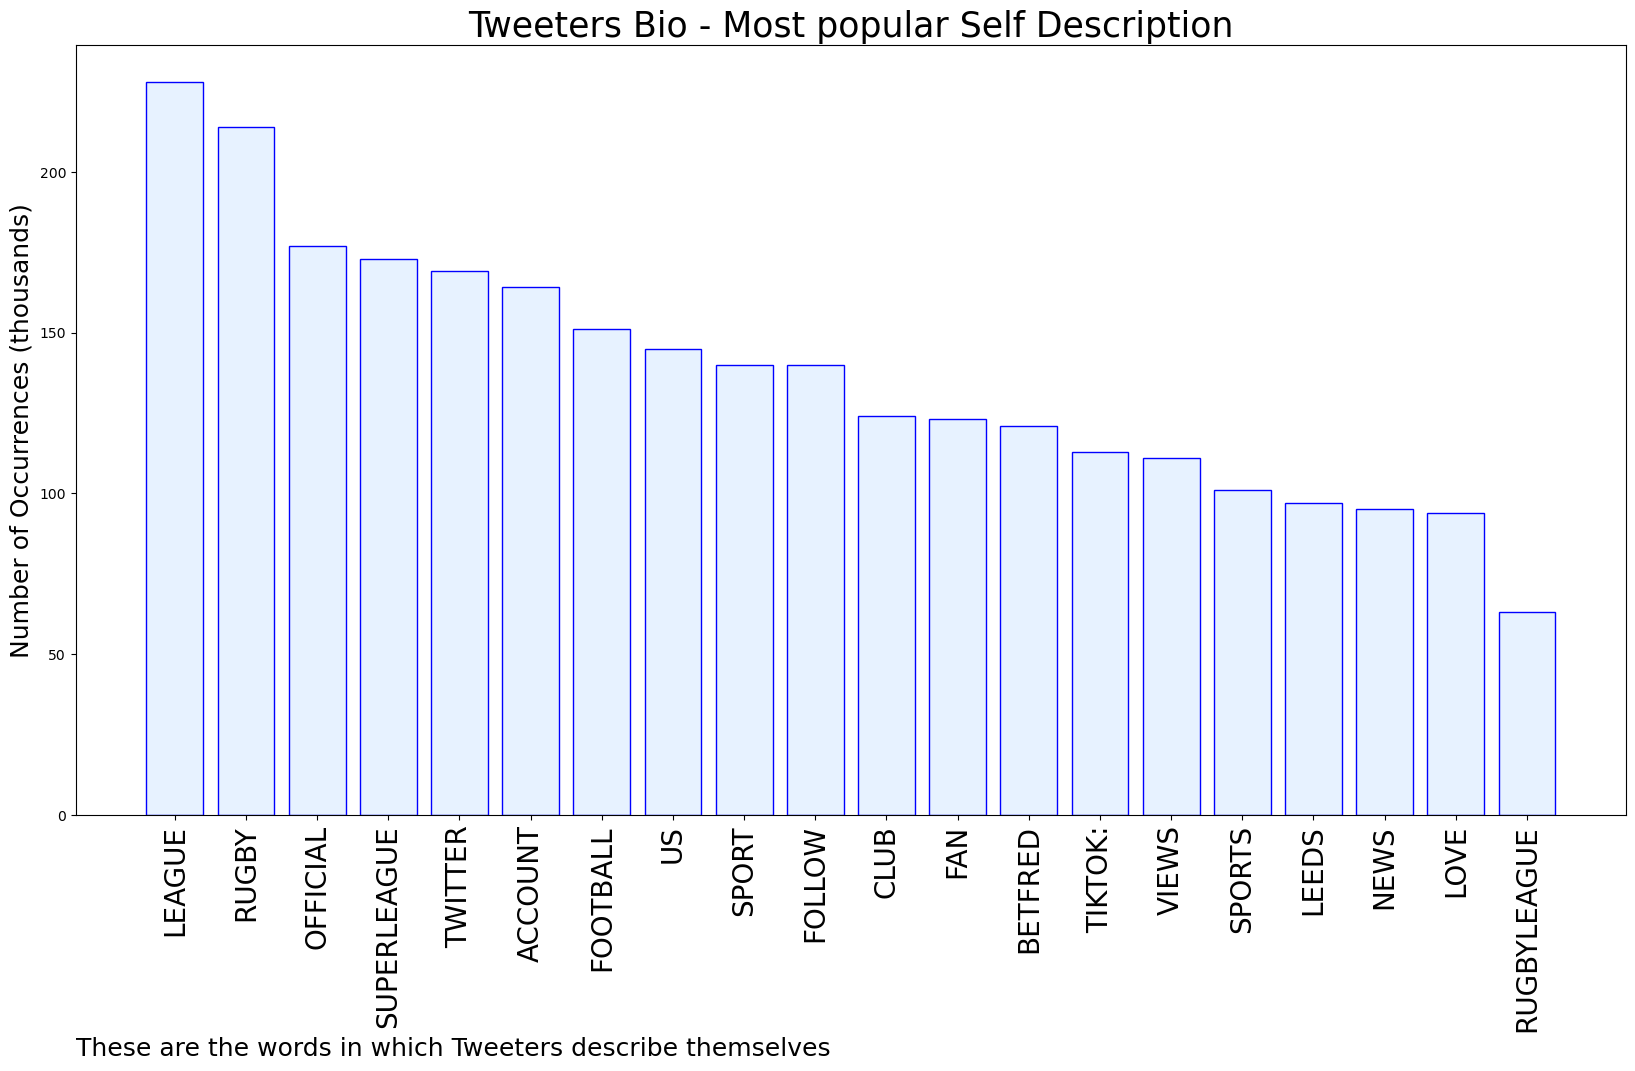 Tweeters Bio - Most popular Self Description
Number of Occurrences (thousands)
200
150
100
50
0
LEAGUE
RUGBY
OFFICIAL
SUPERLEAGUE
TWITTER
ACCOUNT
FOOTBALL
US
SPORT
FOLLOW
CLUB
FAN
BETFRED
TIKTOK:
VIEWS
SPORTS
LEEDS
NEWS
LOVE
RUGBYLEAGUE
These are the words in which Tweeters describe themselves